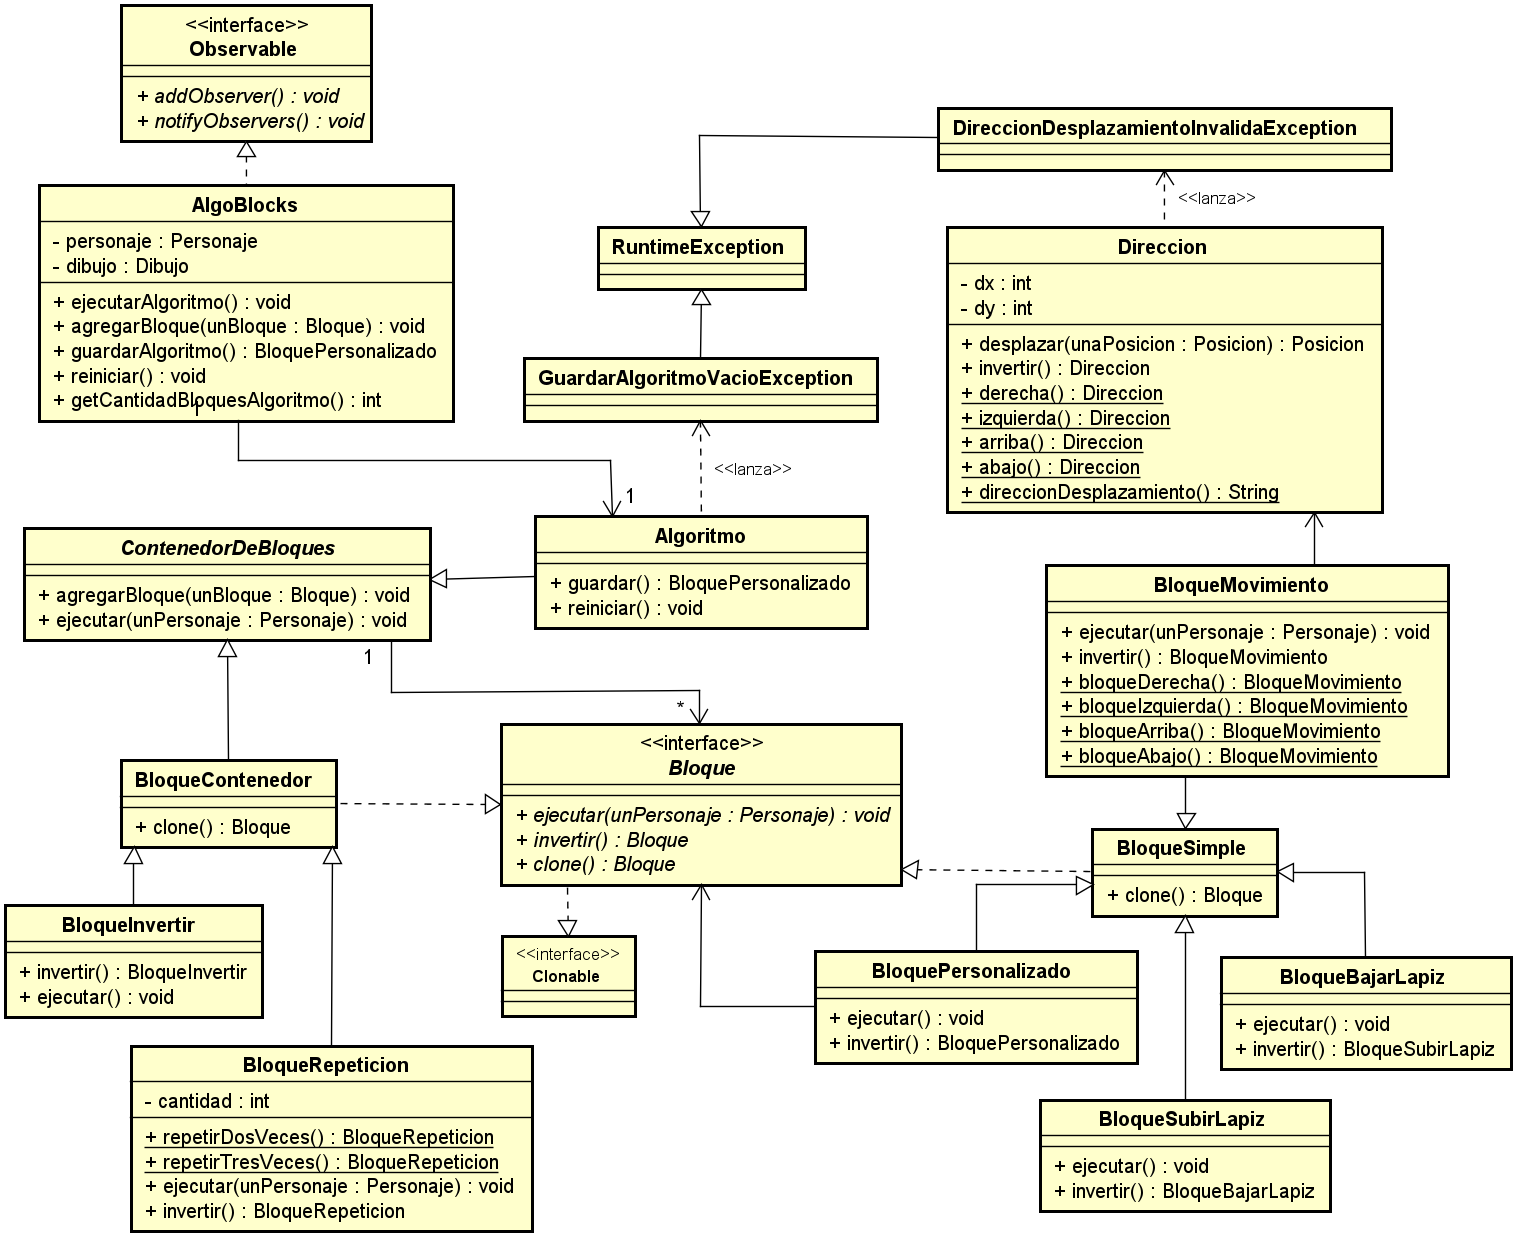 <<interface>>
Observable
+ addObserver() : void
+ notifyObservers() : void
AlgoBlocks
- personaje : Personaje
- dibujo : Dibujo
+ ejecutarAlgoritmo() : void
+ agregarBloque(unBloque : Bloque) : void
+ guardarAlgoritmo() : BloquePersonalizado
+ reiniciar() : void
+ getCantidadBloquesAlgoritmo() : int
DireccionDesplazamientoInvalidaException
<<lanza>>
RuntimeException
Direccion
- dx : int
- dy : int
+ desplazar(unaPosicion : Posicion) : Posicion
+ invertir() : Direccion
+ derecha() : Direccion
+ izquierda() : Direccion
+ arriba() : Direccion
+ abajo() : Direccion
+ direccionDesplazamiento() : String
GuardarAlgoritmoVacioException
<<lanza>>
1
Algoritmo
+ guardar() : BloquePersonalizado
+ reiniciar() : void
ContenedorDeBloques
+ agregarBloque(unBloque : Bloque) : void
+ ejecutar(unPersonaje : Personaje) : void
1
*
BloqueMovimiento
+ ejecutar(unPersonaje : Personaje) : void
+ invertir() : BloqueMovimiento
+ bloqueDerecha() : BloqueMovimiento
+ bloqueIzquierda() : BloqueMovimiento
+ bloqueArriba() : BloqueMovimiento
+ bloqueAbajo() : BloqueMovimiento
<<interface>>
Bloque
+ ejecutar(unPersonaje : Personaje) : void
+ invertir() : Bloque
+ clone() : Bloque
BloqueContenedor
+ clone() : Bloque
BloqueSimple
+ clone() : Bloque
BloqueInvertir
+ invertir() : BloqueInvertir
+ ejecutar() : void
<<interface>>
Clonable
BloquePersonalizado
+ ejecutar() : void
+ invertir() : BloquePersonalizado
BloqueBajarLapiz
+ ejecutar() : void
+ invertir() : BloqueSubirLapiz
BloqueRepeticion
- cantidad : int
+ repetirDosVeces() : BloqueRepeticion
+ repetirTresVeces() : BloqueRepeticion
+ ejecutar(unPersonaje : Personaje) : void
+ invertir() : BloqueRepeticion
BloqueSubirLapiz
+ ejecutar() : void
+ invertir() : BloqueBajarLapiz